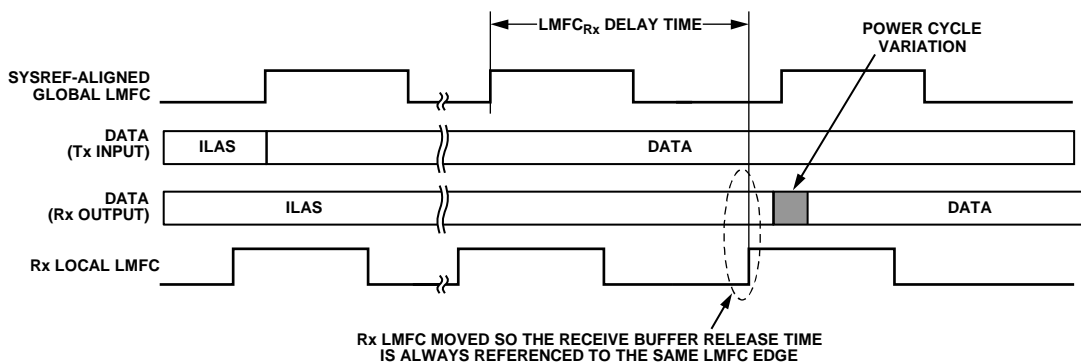 LMFCRx DELAY TIME
POWER CYCLE
VARIATION
SYSREF-ALIGNED
GLOBAL LMFC
DATA
(Tx INPUT)
ILAS
DATA
DATA
(Rx OUTPUT)
ILAS
DATA
Rx LOCAL LMFC
Rx LMFC MOVED SO THE RECEIVE BUFFER RELEASE TIME
IS ALWAYS REFERENCED TO THE SAME LMFC EDGE